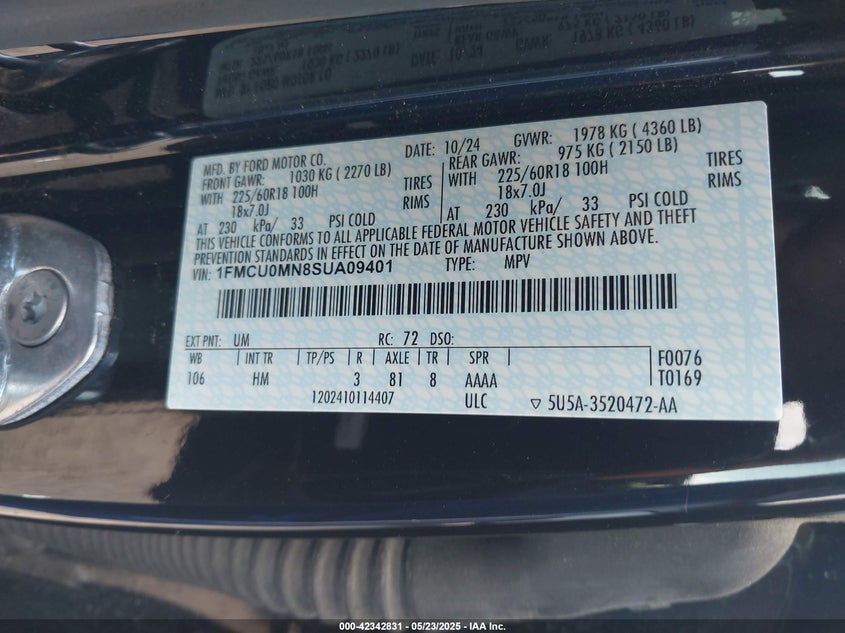 MFD. BY FORD MOTOR CO. DATE: 10/24 GVWR: 1978 KG ( 4360 LB)
FRONT GAWR: 1030 KG ( 2270 LB) REAR GAWR: 975 KG ( 2150 LB)
WITH 225/60R18 100H TIRES WITH 225/60R18 100H TIRES
18x7.0J RIMS 18x7.0J RIMS
AT 230 kPa/ 33 PSI COLD AT 230 kPa/ 33 PSI COLD
THIS VEHICLE CONFORMS TO ALL APPLICABLE FEDERAL MOTOR VEHICLE SAFETY AND THEFT
PREVENTION STANDARDS IN EFFECT ON THE DATE OF MANUFACTURE SHOWN ABOVE.
VIN: 1FMCU0MN8SUA09401 TYPE: MPV
EXT PNT: UM RC: 72 DSO:
WB INT TR TP/PS R AXLE TR SPR F0076
106 HM 3 81 8 AAAA T0169
1202410114407 ULC ▽ 5U5A-3520472-AA
000-42342831 - 05/23/2025 - IAA Inc.